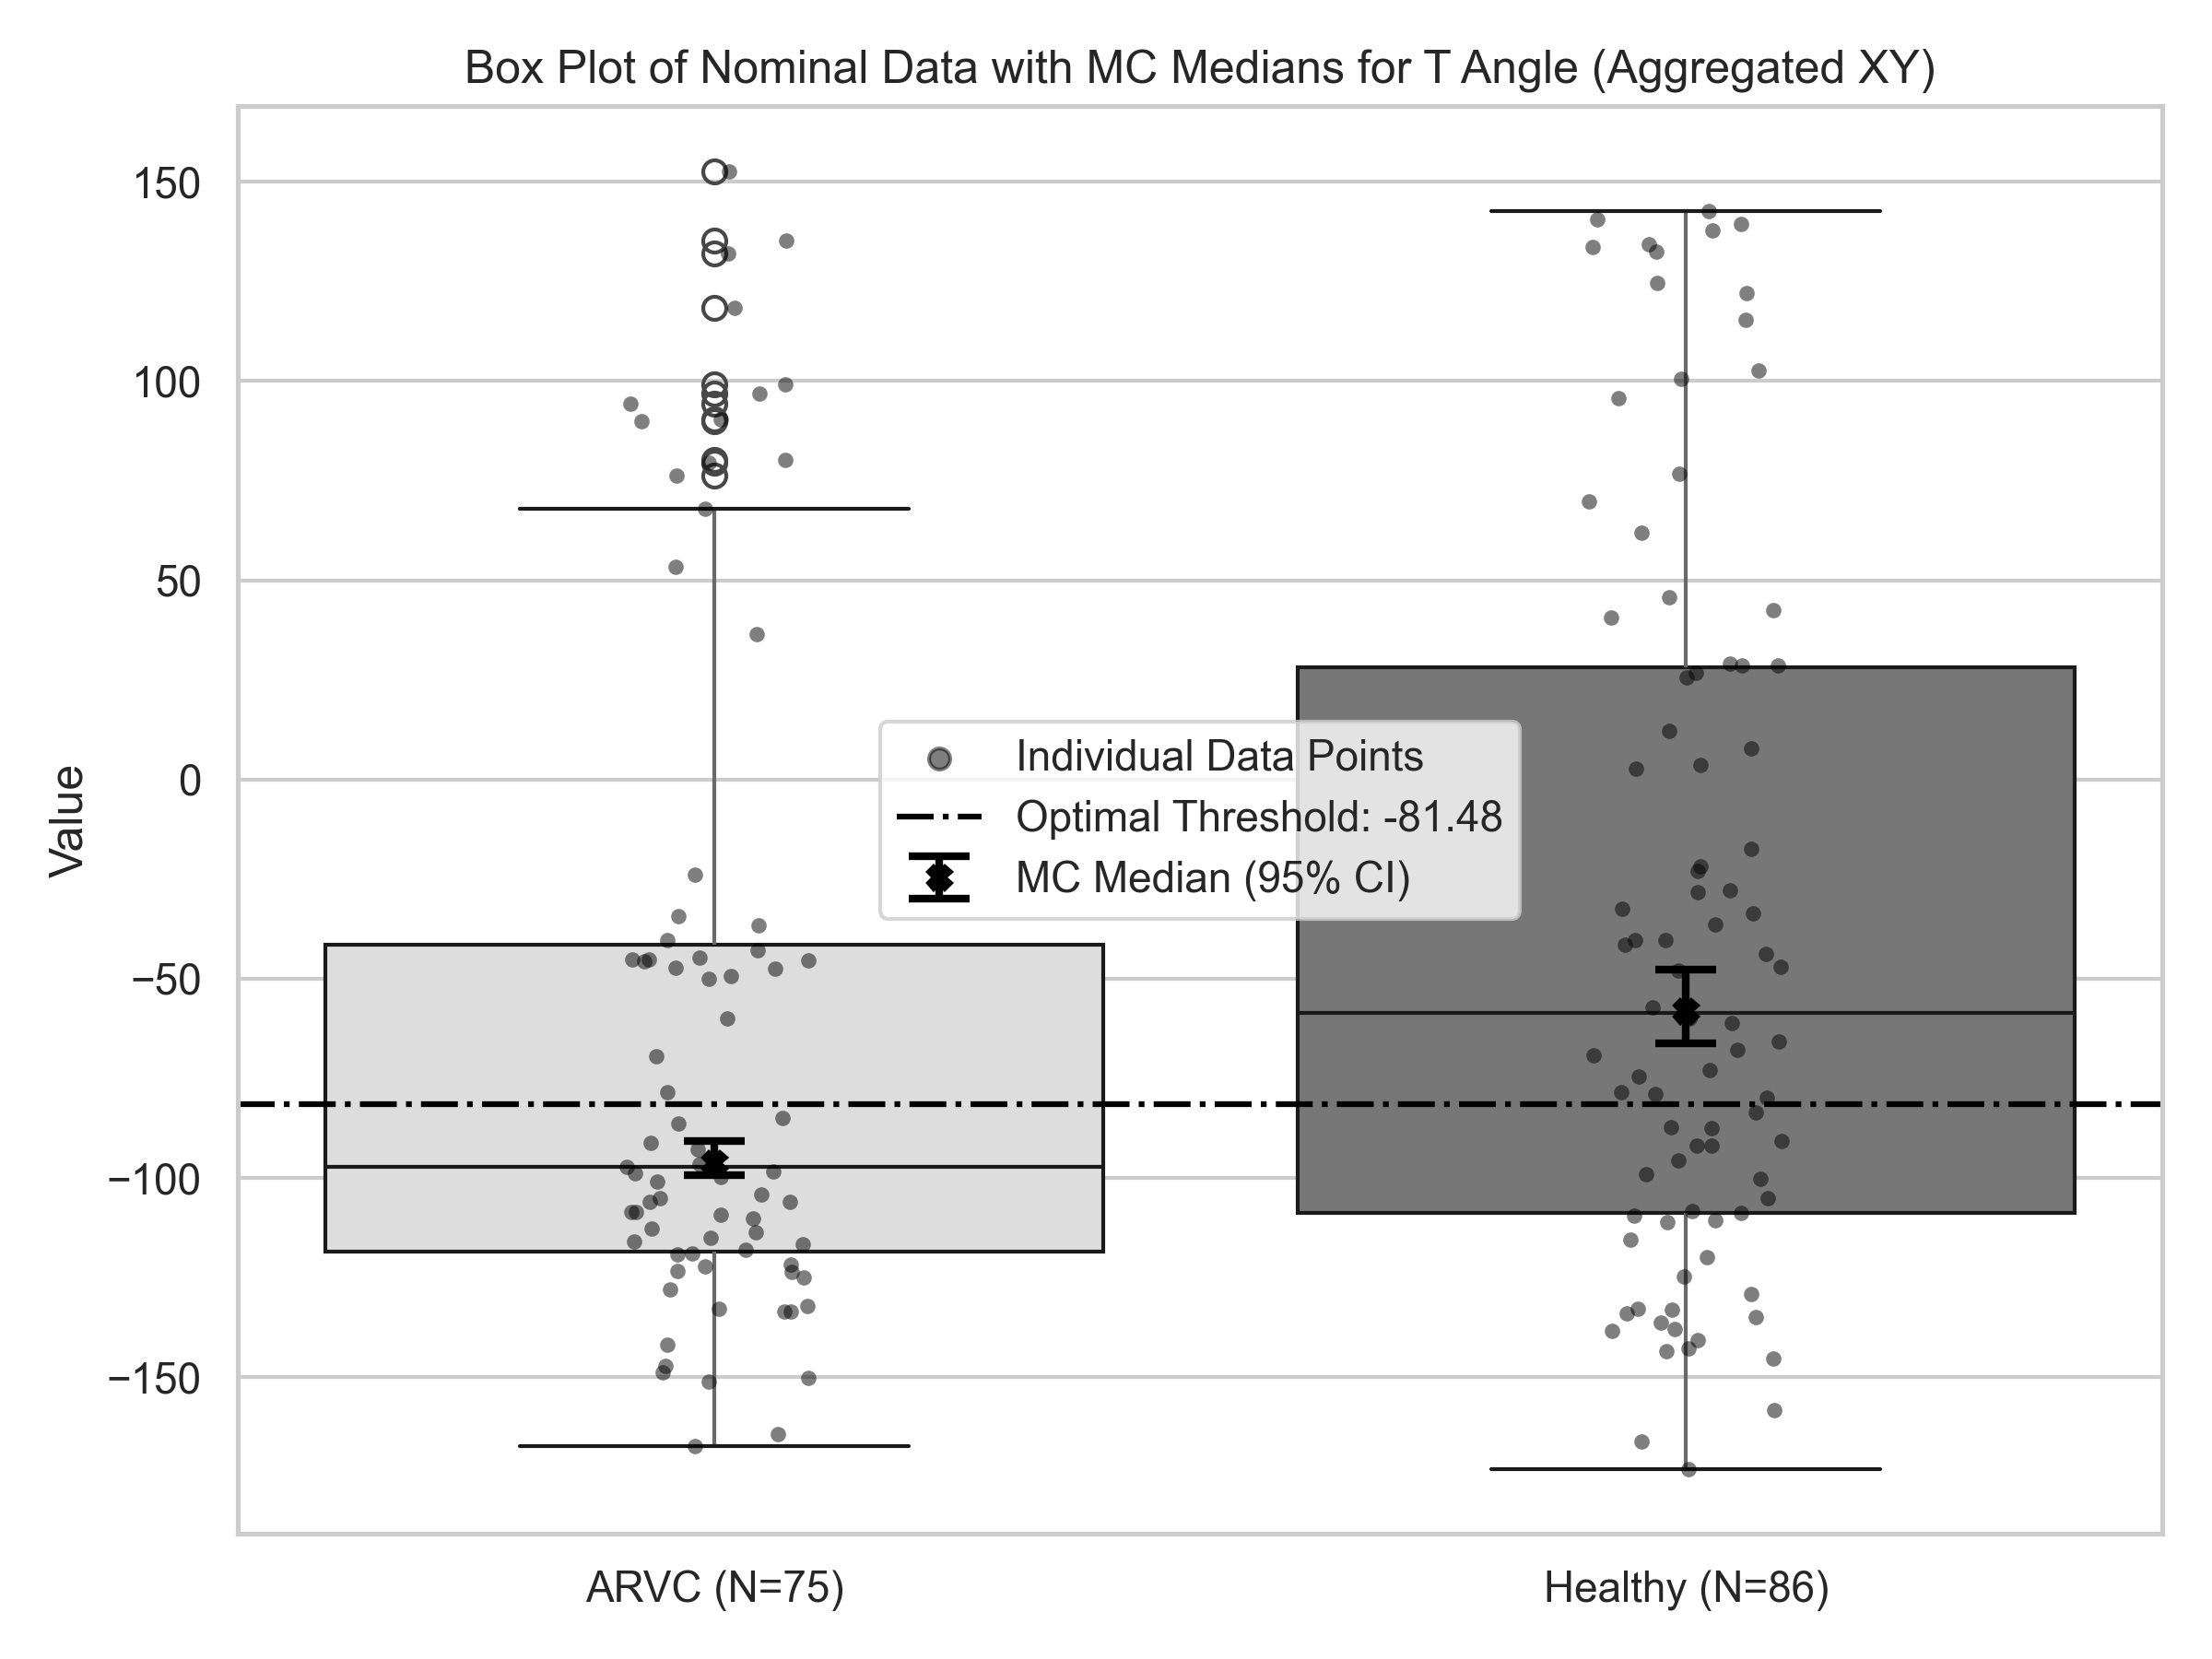 Box Plot of Nominal Data with MC Medians for T Angle (Aggregated XY)
150
100
50
0
−50
−100
−150
Value
Individual Data Points
Optimal Threshold: -81.48
MC Median (95% CI)
ARVC (N=75)
Healthy (N=86)